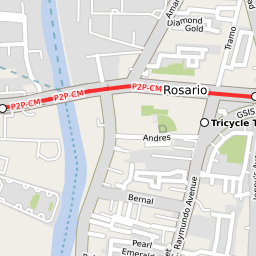 Diamond
Gold
Tramo
P2P-CM
P2P-CM
P2P-CM
Rosario
GSIS
Tricycle T
Andres
Bernal
Raymundo Avenue
Pearl
Emerald